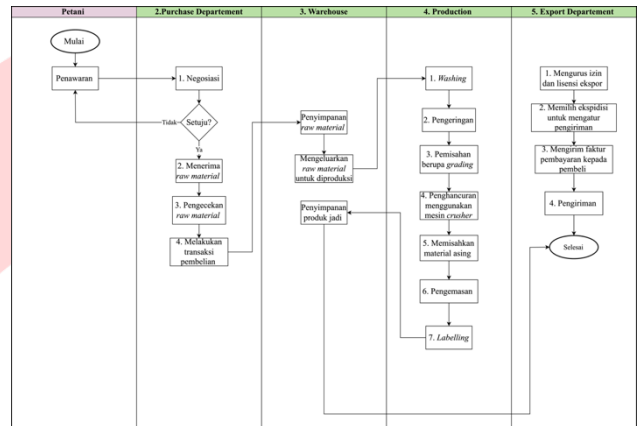 Petani
2.Purchase Departement
3. Warehouse
4. Production
5. Export Departement
Mulai
Penawaran
1. Negosiasi
Setuju?
Tidak
Ya
2. Menerima
raw material
3. Pengecekan
raw material
4. Melakukan
transaksi
pembelian
Penyimpanan
raw material
Mengeluarkan
raw material
untuk diproduksi
Penyimpanan
produk jadi
1. Washing
2. Pengeringan
3. Pemisahan
berupa grading
4. Penghancuran
menggunakan
mesin crusher
5. Memisahkan
material asing
6. Pengemasan
7. Labelling
1. Mengurus izin
dan lisensi ekspor
2. Memilih ekspidisi
untuk mengatur
pengiriman
3. Mengirim faktur
pembayaran kepada
pembeli
4. Pengiriman
Selesai